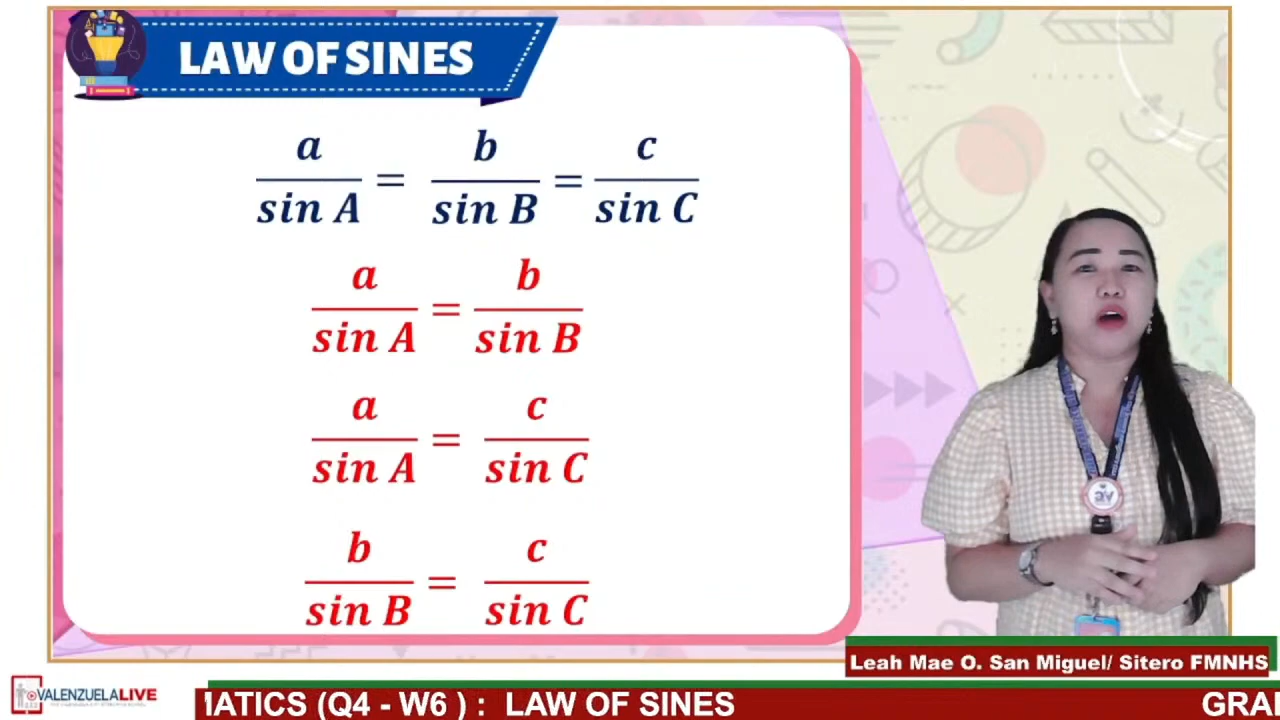 LAW OF SINES
a/sin A = b/sin B = c/sin C
a/sin A = b/sin B
a/sin A = c/sin C
b/sin B = c/sin C
Leah Mae O. San Miguel/ Sitero FMNHS
VALENZUELALIVE
IATICS (Q4 - W6 ) : LAW OF SINES GRAI